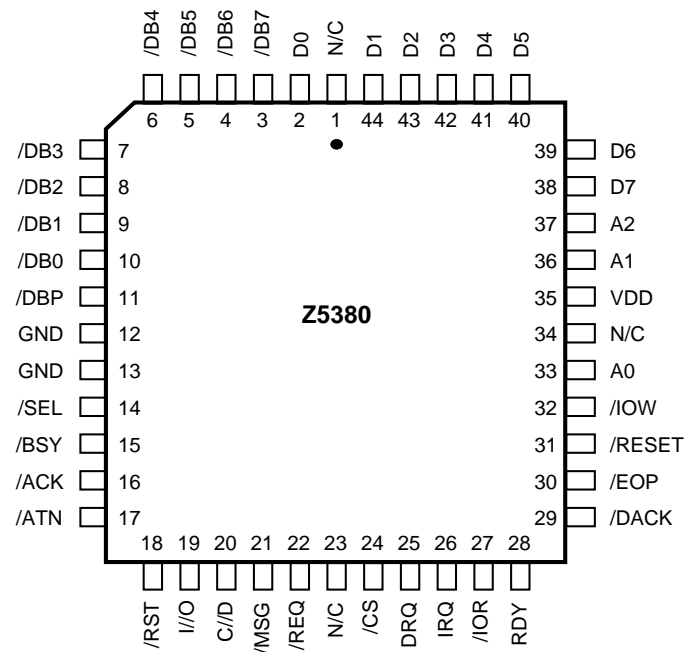 /DB4 /DB5 /DB6 /DB7 D0 N/C D1 D2 D3 D4 D5
6 5 4 3 2 1 44 43 42 41 40
/DB3 7 39 D6
/DB2 8 38 D7
/DB1 9 37 A2
/DB0 10 36 A1
/DBP 11 35 VDD
Z5380
GND 12 34 N/C
GND 13 33 A0
/SEL 14 32 /IOW
/BSY 15 31 /RESET
/ACK 16 30 /EOP
/ATN 17 29 /DACK
18 19 20 21 22 23 24 25 26 27 28
/RST I//O C//D /MSG /REQ N/C /CS DRQ IRQ /IOR RDY